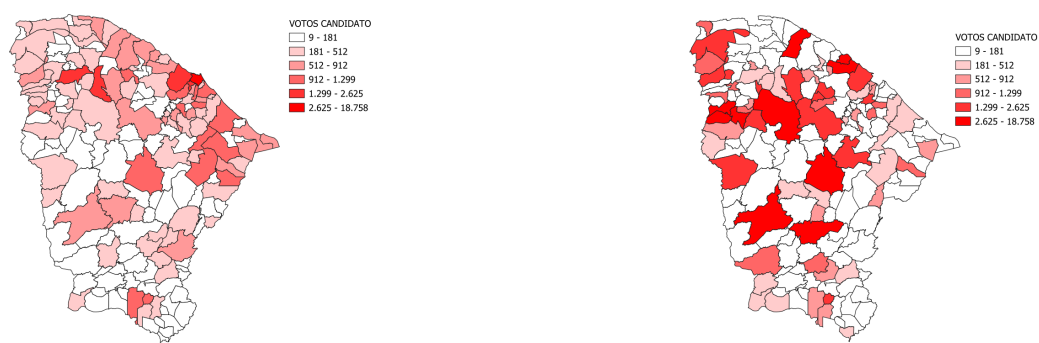 VOTOS CANDIDATO
9 - 181
181 - 512
512 - 912
912 - 1.299
1.299 - 2.625
2.625 - 18.758
VOTOS CANDIDATO
9 - 181
181 - 512
512 - 912
912 - 1.299
1.299 - 2.625
2.625 - 18.758